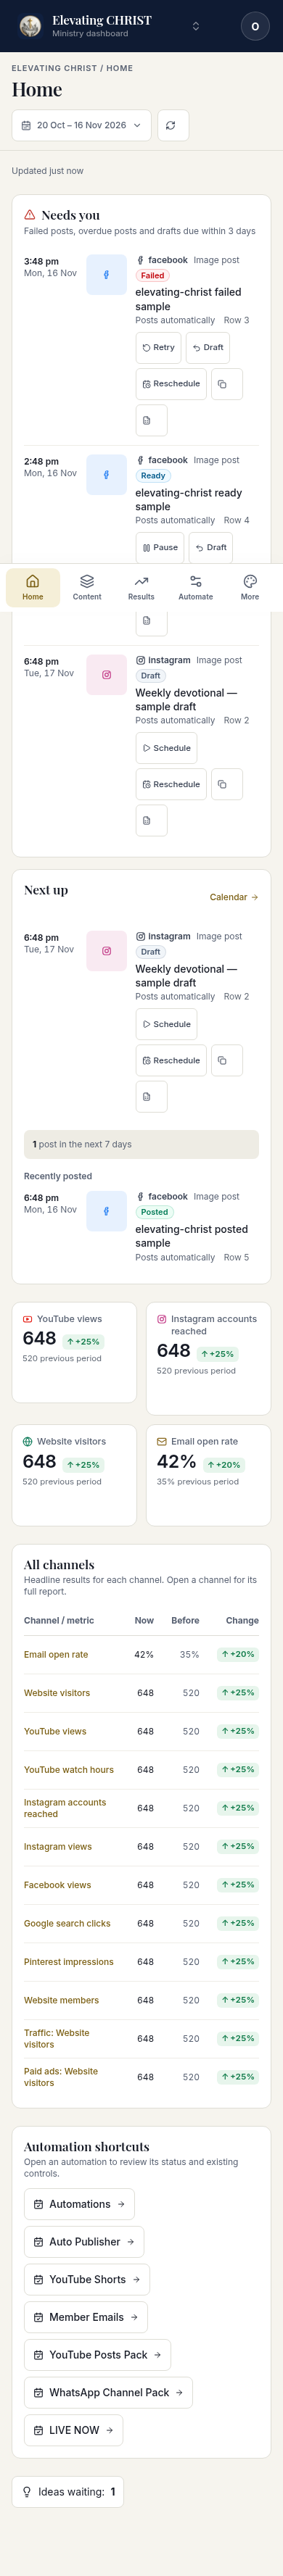 Elevating CHRIST
Ministry dashboard
O
ELEVATING CHRIST / HOME
Home
20 Oct – 16 Nov 2026
Updated just now
Needs you
Failed posts, overdue posts and drafts due within 3 days
3:48 pm
Mon, 16 Nov
facebook Image post
Failed
elevating-christ failed
sample
Posts automatically Row 3
Retry
Draft
Reschedule
2:48 pm
Mon, 16 Nov
facebook Image post
Ready
elevating-christ ready
sample
Posts automatically Row 4
Pause
Draft
Home
Content
Results
Automate
More
6:48 pm
Tue, 17 Nov
instagram Image post
Draft
Weekly devotional —
sample draft
Posts automatically Row 2
Schedule
Reschedule
Next up
Calendar →
6:48 pm
Tue, 17 Nov
instagram Image post
Draft
Weekly devotional —
sample draft
Posts automatically Row 2
Schedule
Reschedule
1 post in the next 7 days
Recently posted
6:48 pm
Mon, 16 Nov
facebook Image post
Posted
elevating-christ posted
sample
Posts automatically Row 5
YouTube views
648 ↑ +25%
520 previous period
Instagram accounts
reached
648 ↑ +25%
520 previous period
Website visitors
648 ↑ +25%
520 previous period
Email open rate
42% ↑ +20%
35% previous period
All channels
Headline results for each channel. Open a channel for its
full report.
Channel / metric Now Before Change
Email open rate 42% 35% ↑ +20%
Website visitors 648 520 ↑ +25%
YouTube views 648 520 ↑ +25%
YouTube watch hours 648 520 ↑ +25%
Instagram accounts
reached 648 520 ↑ +25%
Instagram views 648 520 ↑ +25%
Facebook views 648 520 ↑ +25%
Google search clicks 648 520 ↑ +25%
Pinterest impressions 648 520 ↑ +25%
Website members 648 520 ↑ +25%
Traffic: Website
visitors 648 520 ↑ +25%
Paid ads: Website
visitors 648 520 ↑ +25%
Automation shortcuts
Open an automation to review its status and existing
controls.
Automations →
Auto Publisher →
YouTube Shorts →
Member Emails →
YouTube Posts Pack →
WhatsApp Channel Pack →
LIVE NOW →
Ideas waiting: 1